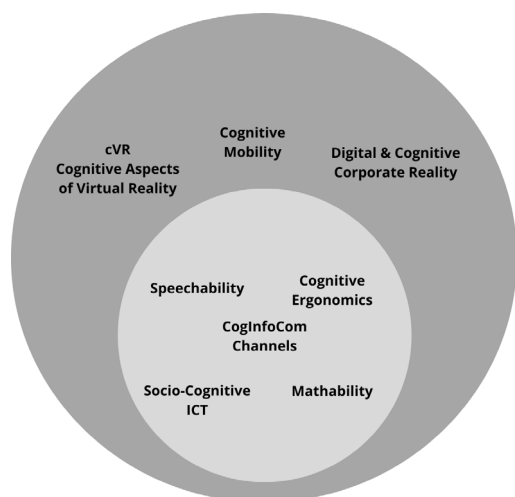 cVR
Cognitive Aspects
of Virtual Reality
Cognitive
Mobility
Digital & Cognitive
Corporate Reality
Speechability
Cognitive
Ergonomics
CogInfoCom
Channels
Socio-Cognitive
ICT
Mathability